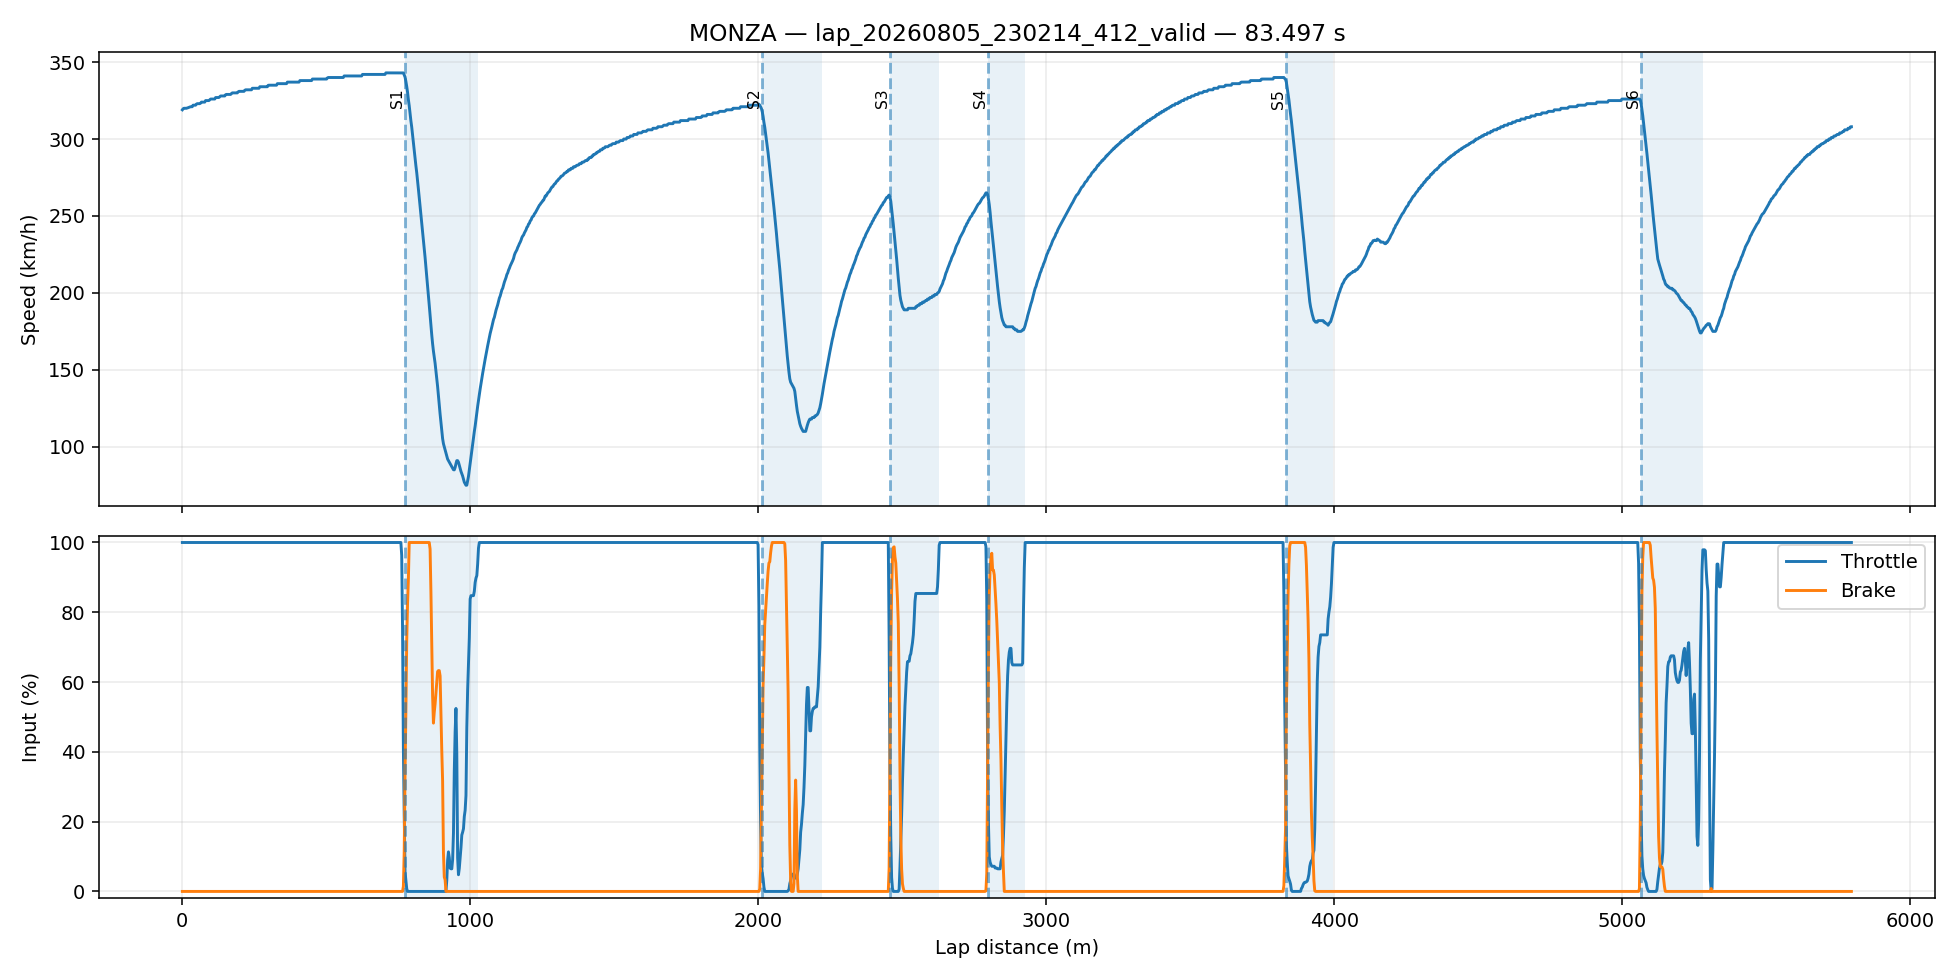 MONZA — lap_20260805_230214_412_valid — 83.497 s
Speed (km/h)
350
300
250
200
150
100
S1
S2
S3
S4
S5
S6
Input (%)
100
80
60
40
20
0
Throttle
Brake
0 1000 2000 3000 4000 5000 6000
Lap distance (m)